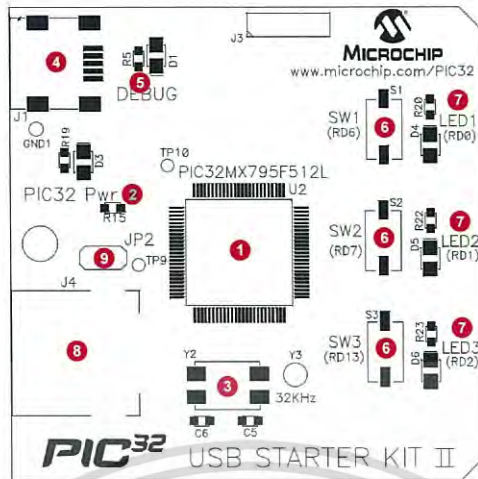 J3
MICROCHIP
www.microchip.com/PIC32
4
R5
D1
5
DEBUG
J1
GND1
R19
D3
TP10
PIC32MX795F512L
U2
PIC32 Pwr 2
R15
JP2
9
TP9
J4
1
8
S1
SW1
(RD6)
6
R20
7
LED1
D4
(RD0)
S2
SW2
(RD7)
6
R22
7
LED2
D5
(RD1)
S3
SW3
(RD13)
6
R23
7
LED3
D6
(RD2)
Y2
3
Y3
32KHz
C6
C5
PIC32 USB STARTER KIT II